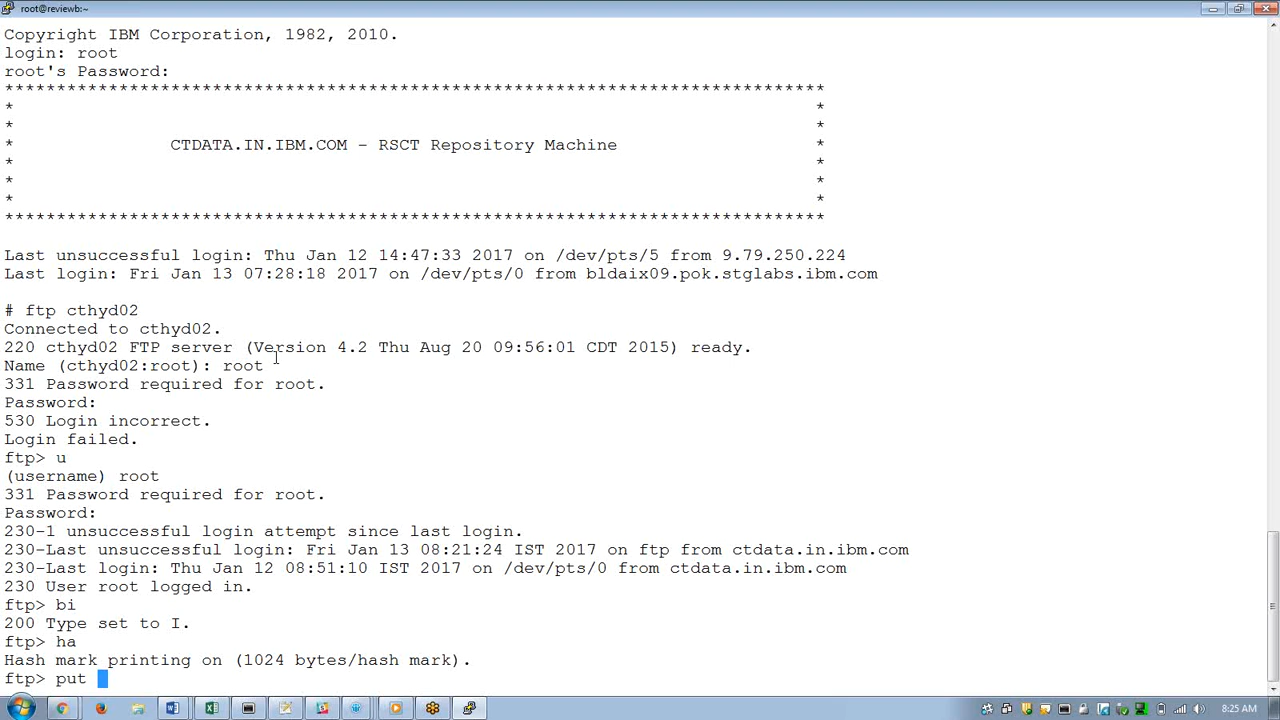 root@reviewb:~
Copyright IBM Corporation, 1982, 2010.
login: root
root's Password:
*******************************************************************************
*                                                                             *
*                                                                             *
*                   CTDATA.IN.IBM.COM - RSCT Repository Machine               *
*                                                                             *
*                                                                             *
*                                                                             *
*******************************************************************************
Last unsuccessful login: Thu Jan 12 14:47:33 2017 on /dev/pts/5 from 9.79.250.224
Last login: Fri Jan 13 07:28:18 2017 on /dev/pts/0 from bldaix09.pok.stglabs.ibm.com
# ftp cthyd02
Connected to cthyd02.
220 cthyd02 FTP server (Version 4.2 Thu Aug 20 09:56:01 CDT 2015) ready.
Name (cthyd02:root): root
331 Password required for root.
Password:
530 Login incorrect.
Login failed.
ftp> u
(username) root
331 Password required for root.
Password:
230-1 unsuccessful login attempt since last login.
230-Last unsuccessful login: Fri Jan 13 08:21:24 IST 2017 on ftp from ctdata.in.ibm.com
230-Last login: Thu Jan 12 08:51:10 IST 2017 on /dev/pts/0 from ctdata.in.ibm.com
230 User root logged in.
ftp> bi
200 Type set to I.
ftp> ha
Hash mark printing on (1024 bytes/hash mark).
ftp> put
8:25 AM